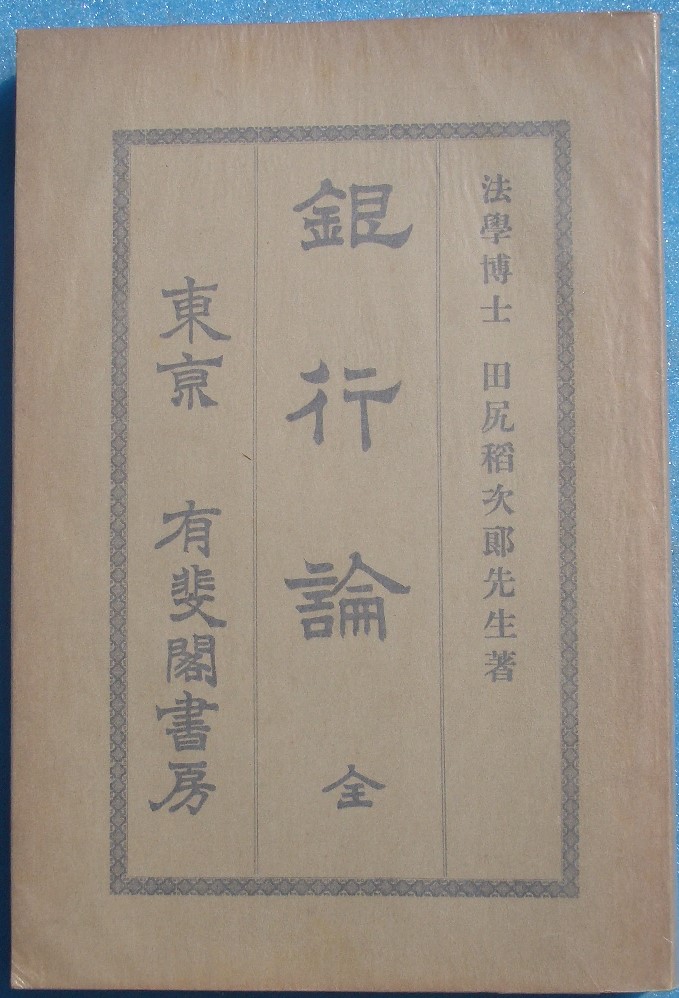 法學博士 田尻稻次郎先生著
銀行論 全
東京 有斐閣書房